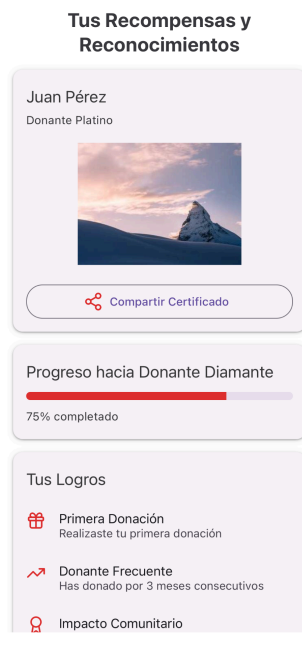 Tus Recompensas y
Reconocimientos
Juan Pérez
Donante Platino
Compartir Certificado
Progreso hacia Donante Diamante
75% completado
Tus Logros
Primera Donación
Realizaste tu primera donación
Donante Frecuente
Has donado por 3 meses consecutivos
Impacto Comunitario